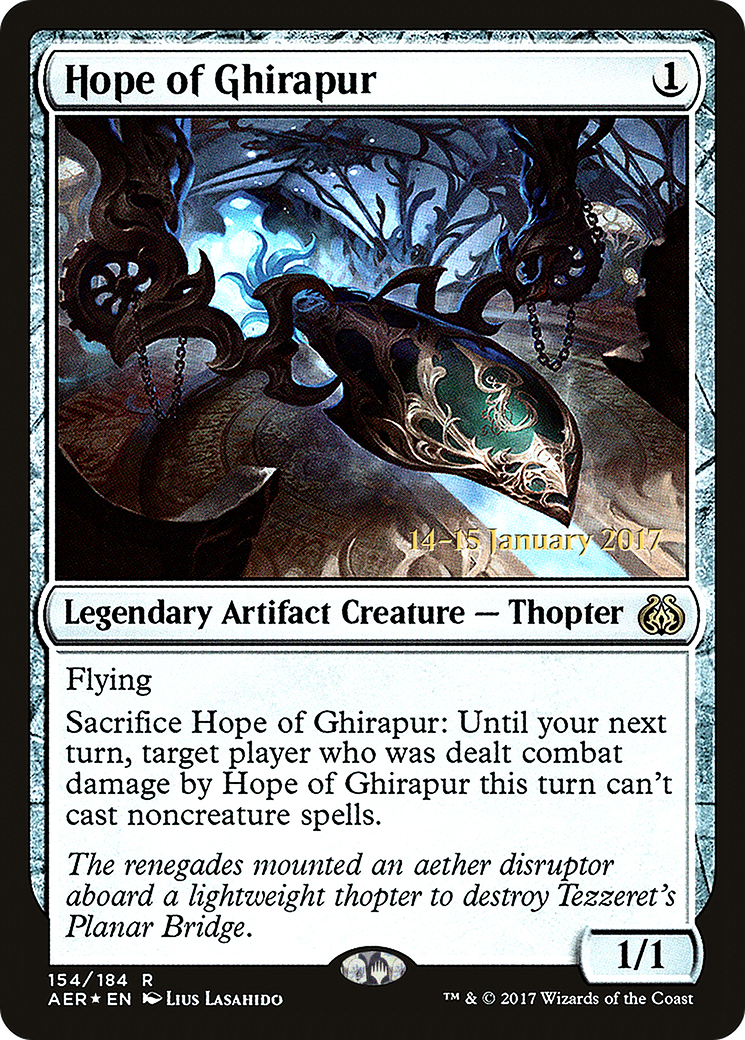 Hope of Ghirapur
1
14–15 January 2017
Legendary Artifact Creature — Thopter
Flying
Sacrifice Hope of Ghirapur: Until your next
turn, target player who was dealt combat
damage by Hope of Ghirapur this turn can't
cast noncreature spells.
The renegades mounted an aether disruptor
aboard a lightweight thopter to destroy Tezzeret's
Planar Bridge.
1/1
154/184 R
AER★EN Lius Lasahido
™ & © 2017 Wizards of the Coast